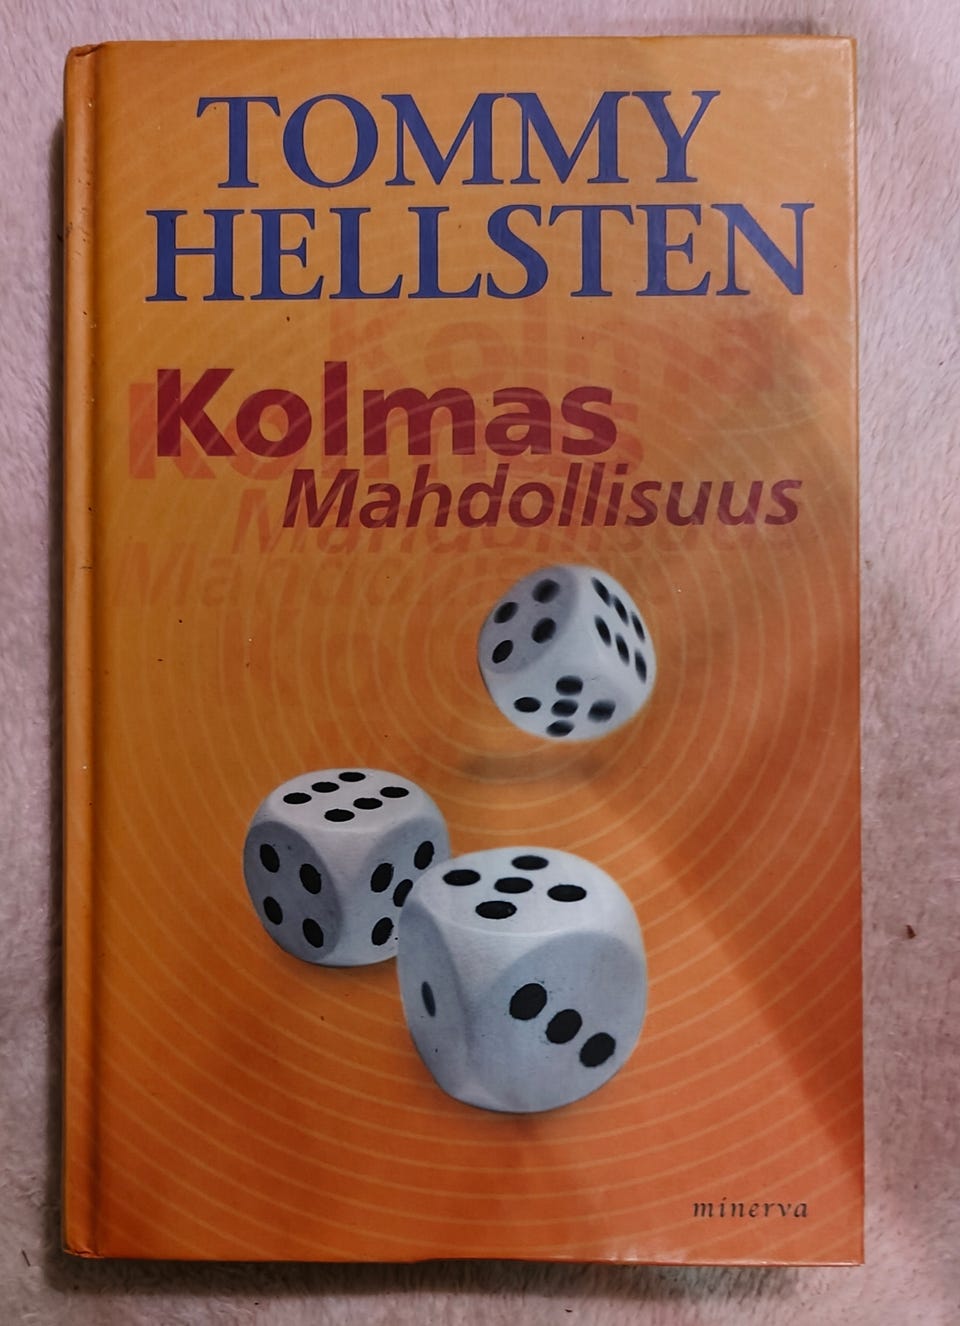 TOMMY
HELLSTEN
Kolmas
Mahdollisuus
minerva